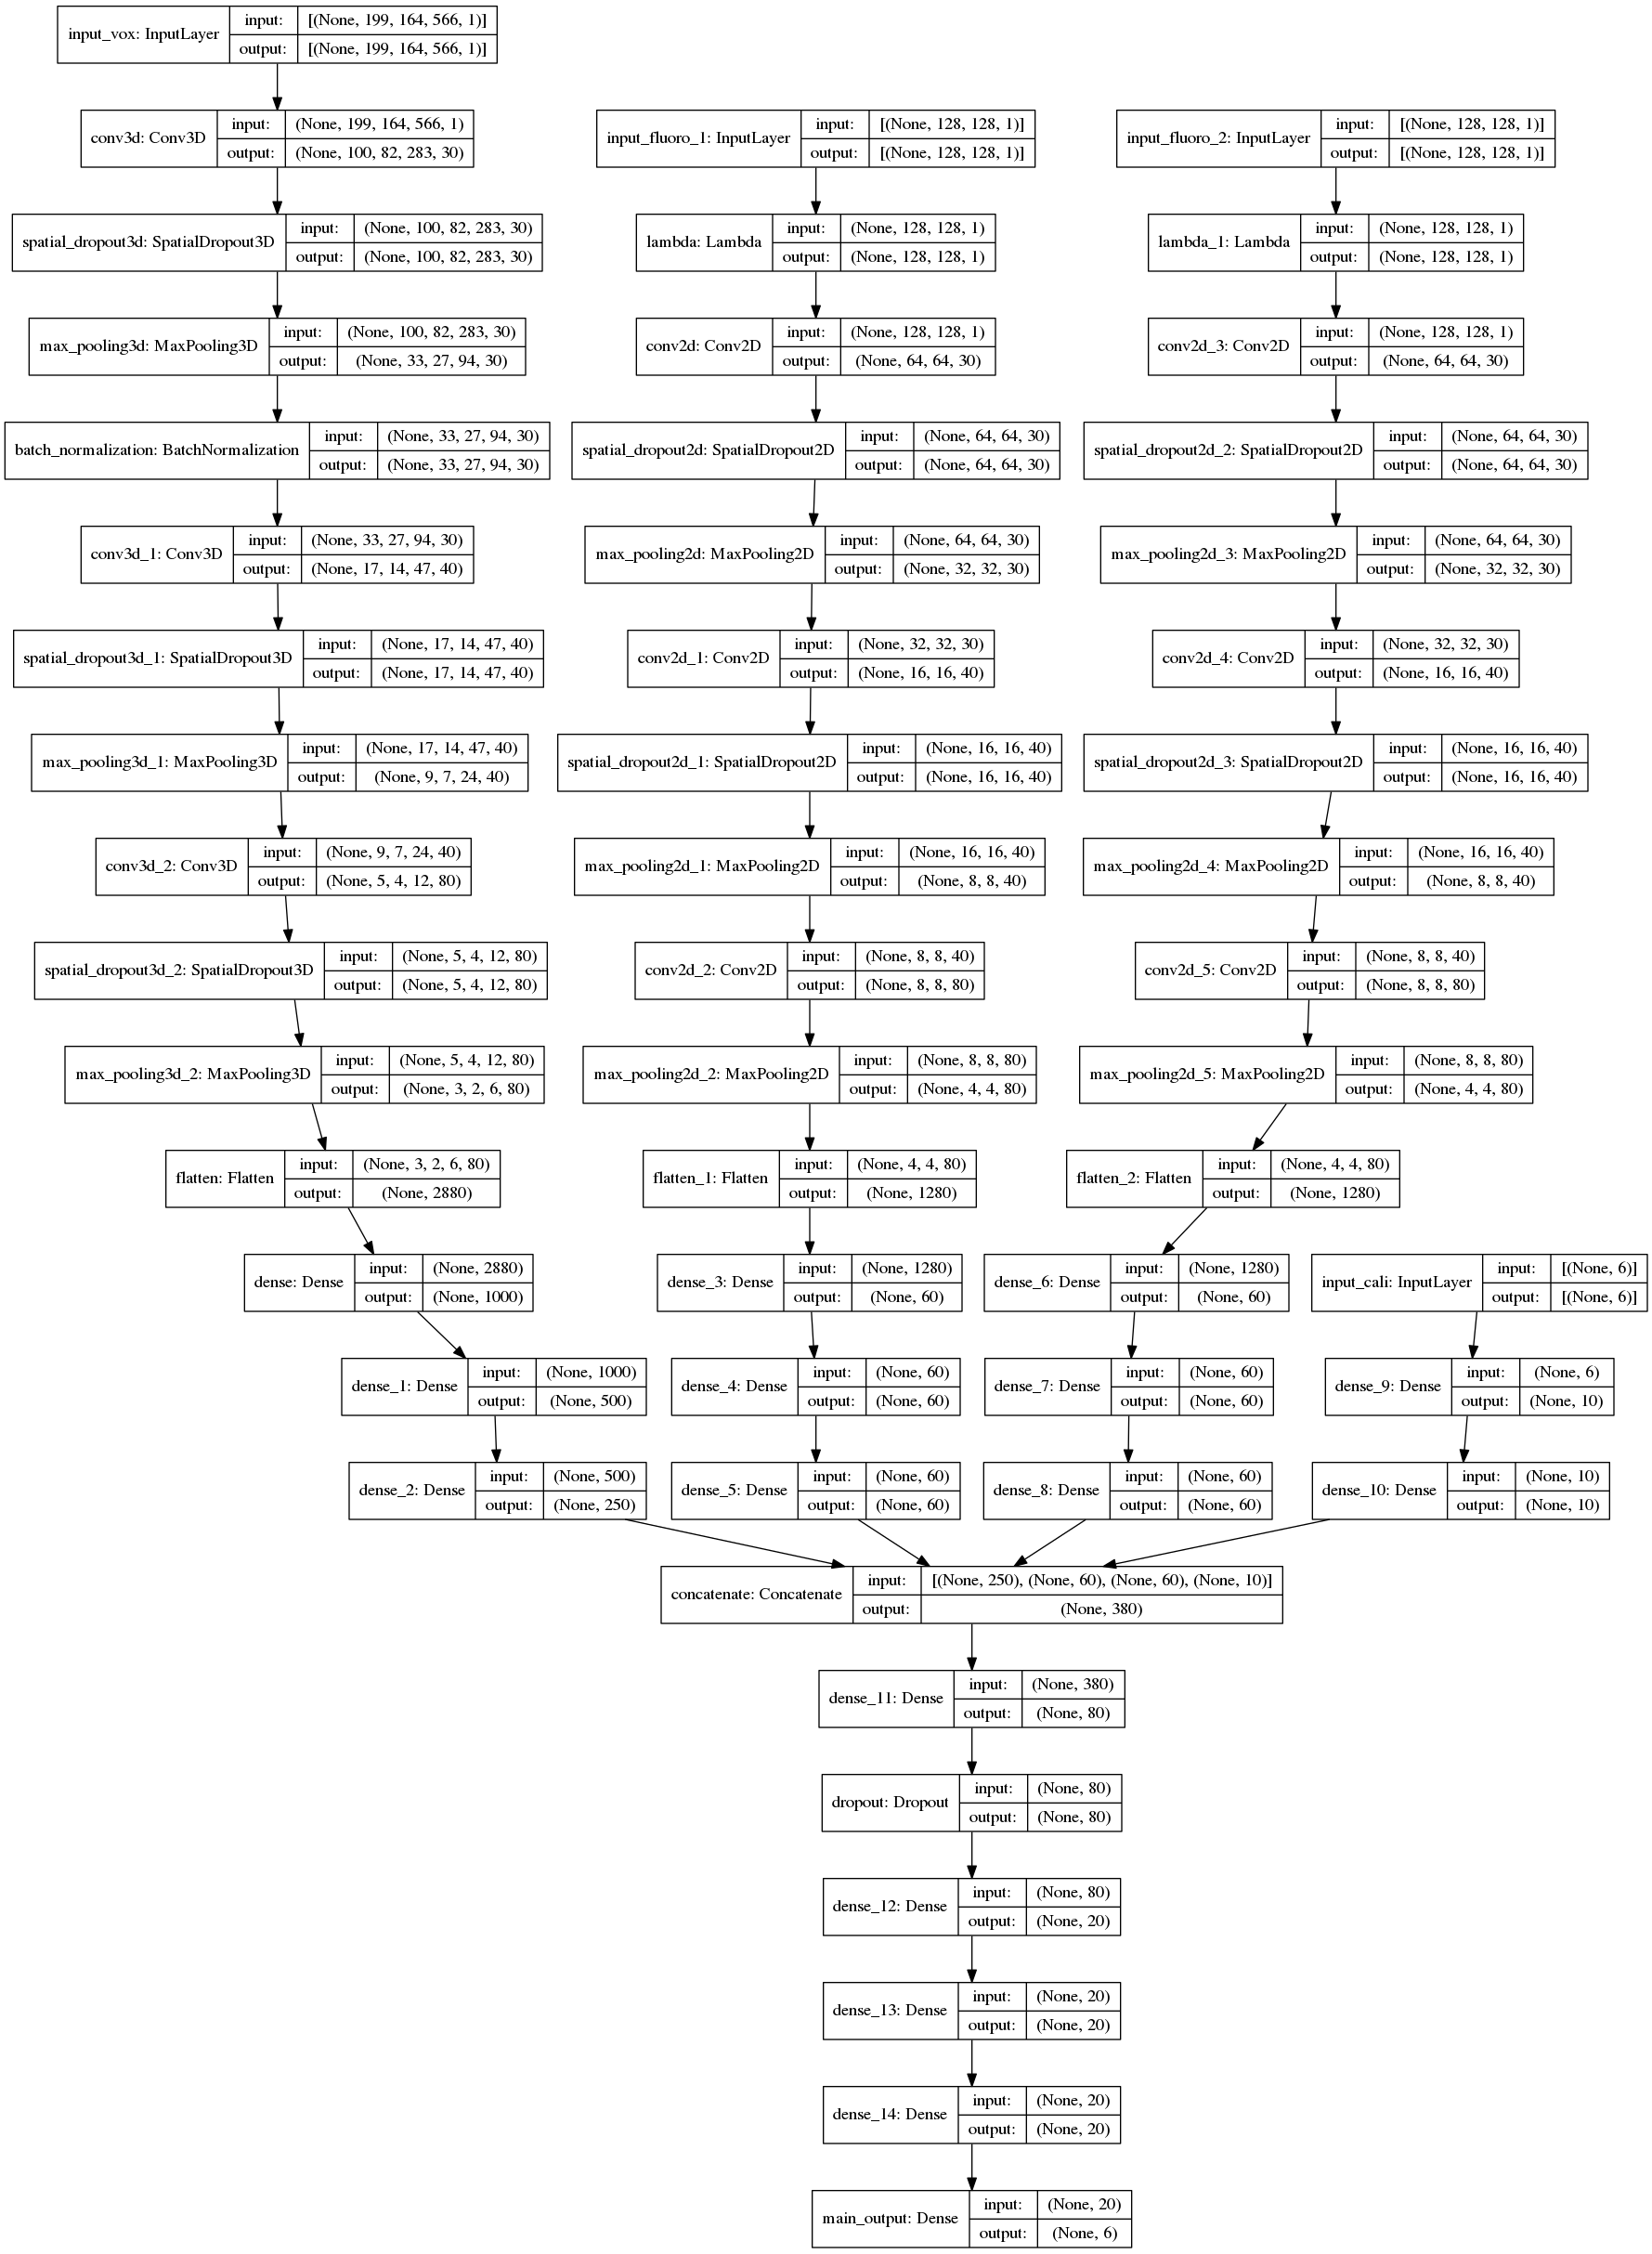 input_vox: InputLayer
input: [(None, 199, 164, 566, 1)]
output: [(None, 199, 164, 566, 1)]
conv3d: Conv3D
input: (None, 199, 164, 566, 1)
output: (None, 100, 82, 283, 30)
input_fluoro_1: InputLayer
input: [(None, 128, 128, 1)]
output: [(None, 128, 128, 1)]
input_fluoro_2: InputLayer
input: [(None, 128, 128, 1)]
output: [(None, 128, 128, 1)]
spatial_dropout3d: SpatialDropout3D
input: (None, 100, 82, 283, 30)
output: (None, 100, 82, 283, 30)
lambda: Lambda
input: (None, 128, 128, 1)
output: (None, 128, 128, 1)
lambda_1: Lambda
input: (None, 128, 128, 1)
output: (None, 128, 128, 1)
max_pooling3d: MaxPooling3D
input: (None, 100, 82, 283, 30)
output: (None, 33, 27, 94, 30)
conv2d: Conv2D
input: (None, 128, 128, 1)
output: (None, 64, 64, 30)
conv2d_3: Conv2D
input: (None, 128, 128, 1)
output: (None, 64, 64, 30)
batch_normalization: BatchNormalization
input: (None, 33, 27, 94, 30)
output: (None, 33, 27, 94, 30)
spatial_dropout2d: SpatialDropout2D
input: (None, 64, 64, 30)
output: (None, 64, 64, 30)
spatial_dropout2d_2: SpatialDropout2D
input: (None, 64, 64, 30)
output: (None, 64, 64, 30)
conv3d_1: Conv3D
input: (None, 33, 27, 94, 30)
output: (None, 17, 14, 47, 40)
max_pooling2d: MaxPooling2D
input: (None, 64, 64, 30)
output: (None, 32, 32, 30)
max_pooling2d_3: MaxPooling2D
input: (None, 64, 64, 30)
output: (None, 32, 32, 30)
spatial_dropout3d_1: SpatialDropout3D
input: (None, 17, 14, 47, 40)
output: (None, 17, 14, 47, 40)
conv2d_1: Conv2D
input: (None, 32, 32, 30)
output: (None, 16, 16, 40)
conv2d_4: Conv2D
input: (None, 32, 32, 30)
output: (None, 16, 16, 40)
max_pooling3d_1: MaxPooling3D
input: (None, 17, 14, 47, 40)
output: (None, 9, 7, 24, 40)
spatial_dropout2d_1: SpatialDropout2D
input: (None, 16, 16, 40)
output: (None, 16, 16, 40)
spatial_dropout2d_3: SpatialDropout2D
input: (None, 16, 16, 40)
output: (None, 16, 16, 40)
conv3d_2: Conv3D
input: (None, 9, 7, 24, 40)
output: (None, 5, 4, 12, 80)
max_pooling2d_1: MaxPooling2D
input: (None, 16, 16, 40)
output: (None, 8, 8, 40)
max_pooling2d_4: MaxPooling2D
input: (None, 16, 16, 40)
output: (None, 8, 8, 40)
spatial_dropout3d_2: SpatialDropout3D
input: (None, 5, 4, 12, 80)
output: (None, 5, 4, 12, 80)
conv2d_2: Conv2D
input: (None, 8, 8, 40)
output: (None, 8, 8, 80)
conv2d_5: Conv2D
input: (None, 8, 8, 40)
output: (None, 8, 8, 80)
max_pooling3d_2: MaxPooling3D
input: (None, 5, 4, 12, 80)
output: (None, 3, 2, 6, 80)
max_pooling2d_2: MaxPooling2D
input: (None, 8, 8, 80)
output: (None, 4, 4, 80)
max_pooling2d_5: MaxPooling2D
input: (None, 8, 8, 80)
output: (None, 4, 4, 80)
flatten: Flatten
input: (None, 3, 2, 6, 80)
output: (None, 2880)
flatten_1: Flatten
input: (None, 4, 4, 80)
output: (None, 1280)
flatten_2: Flatten
input: (None, 4, 4, 80)
output: (None, 1280)
dense: Dense
input: (None, 2880)
output: (None, 1000)
dense_3: Dense
input: (None, 1280)
output: (None, 60)
dense_6: Dense
input: (None, 1280)
output: (None, 60)
input_cali: InputLayer
input: [(None, 6)]
output: [(None, 6)]
dense_1: Dense
input: (None, 1000)
output: (None, 500)
dense_4: Dense
input: (None, 60)
output: (None, 60)
dense_7: Dense
input: (None, 60)
output: (None, 60)
dense_9: Dense
input: (None, 6)
output: (None, 10)
dense_2: Dense
input: (None, 500)
output: (None, 250)
dense_5: Dense
input: (None, 60)
output: (None, 60)
dense_8: Dense
input: (None, 60)
output: (None, 60)
dense_10: Dense
input: (None, 10)
output: (None, 10)
concatenate: Concatenate
input: [(None, 250), (None, 60), (None, 60), (None, 10)]
output: (None, 380)
dense_11: Dense
input: (None, 380)
output: (None, 80)
dropout: Dropout
input: (None, 80)
output: (None, 80)
dense_12: Dense
input: (None, 80)
output: (None, 20)
dense_13: Dense
input: (None, 20)
output: (None, 20)
dense_14: Dense
input: (None, 20)
output: (None, 20)
main_output: Dense
input: (None, 20)
output: (None, 6)